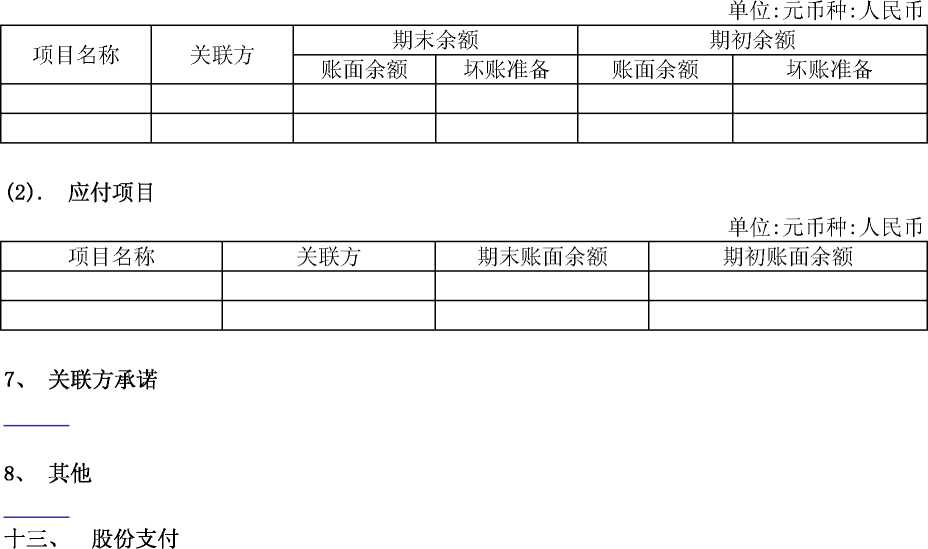 单位:元币种:人民币
项目名称 关联方 期末余额 期初余额
账面余额 坏账准备 账面余额 坏账准备
(2). 应付项目
单位:元币种:人民币
项目名称 关联方 期末账面余额 期初账面余额
7、 关联方承诺
8、 其他
十三、 股份支付